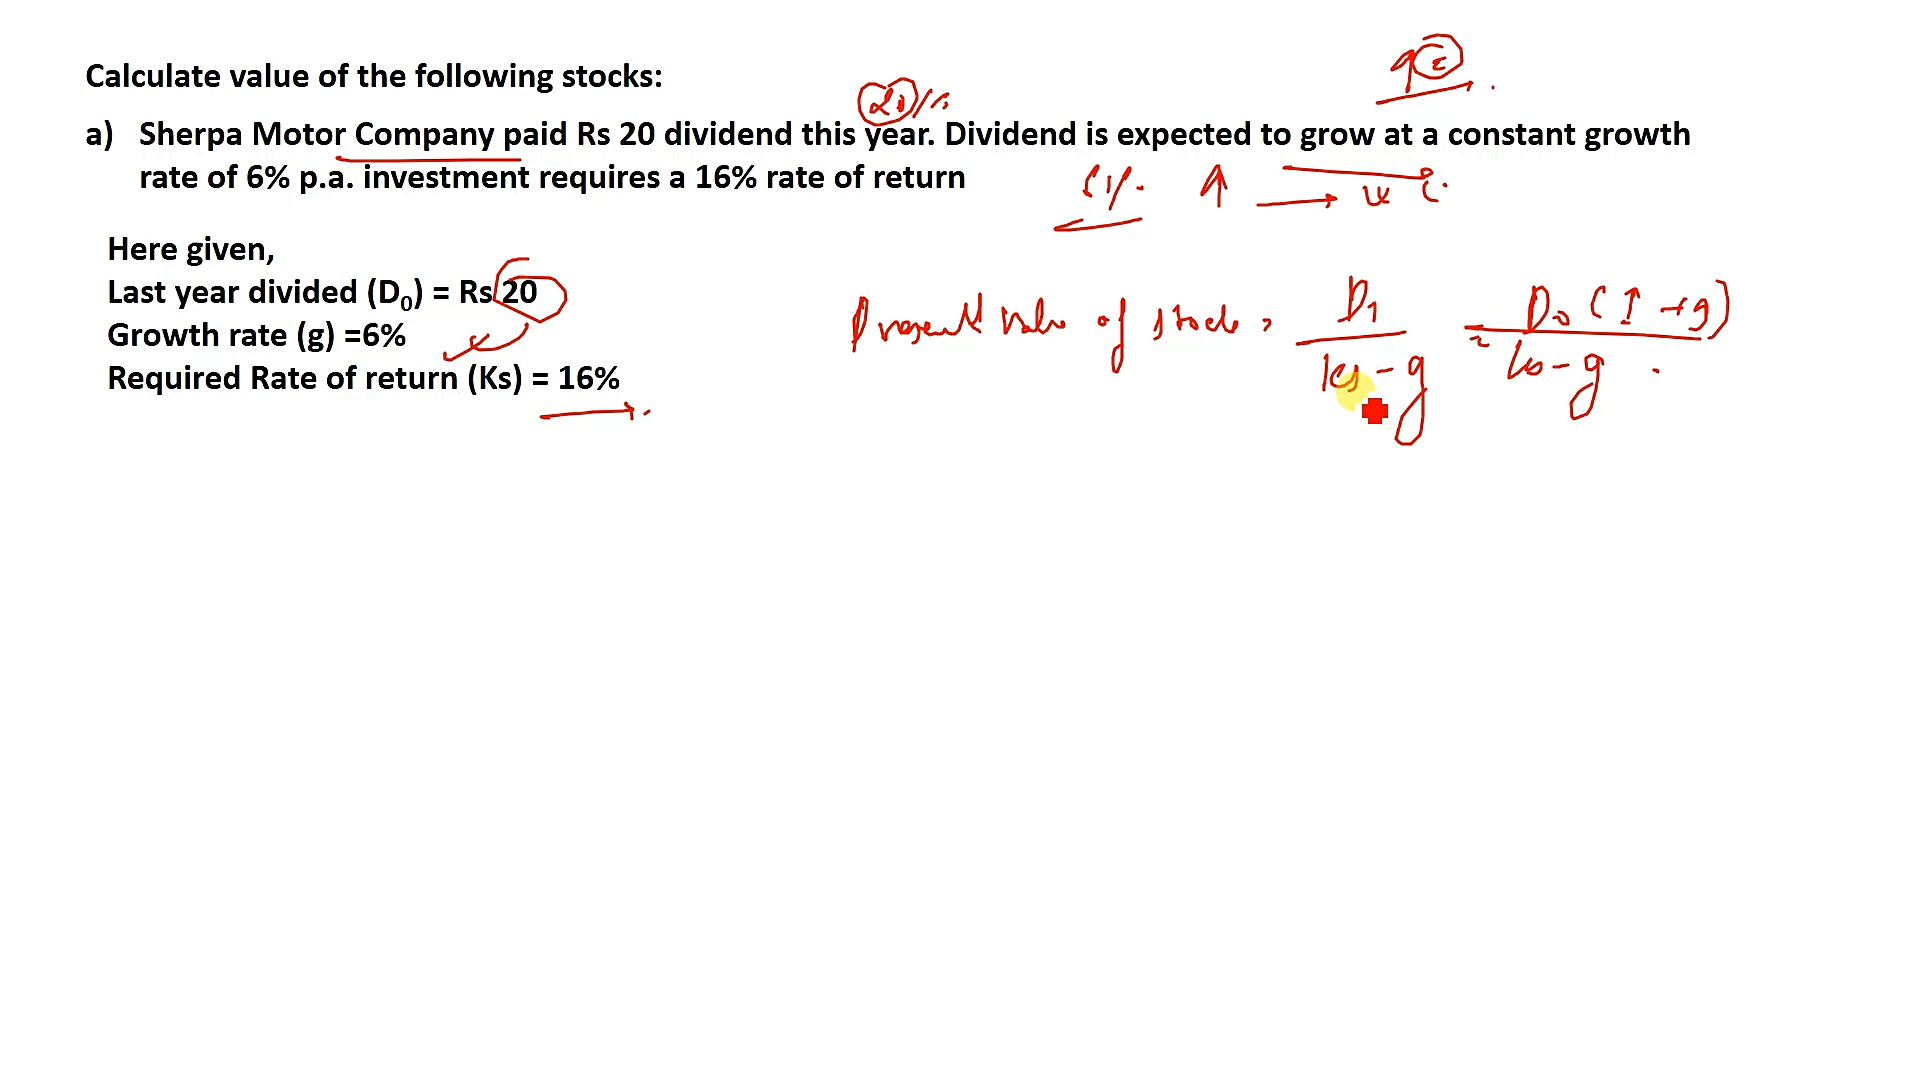 Calculate value of the following stocks:
a) Sherpa Motor Company paid Rs 20 dividend this year. Dividend is expected to grow at a constant growth
rate of 6% p.a. investment requires a 16% rate of return
Here given,
Last year divided (D₀) = Rs 20
Growth rate (g) =6%
Required Rate of return (Ks) = 16%
Present value of stock = D₁ / ks - g = D₀ (1 + g) / ks - g